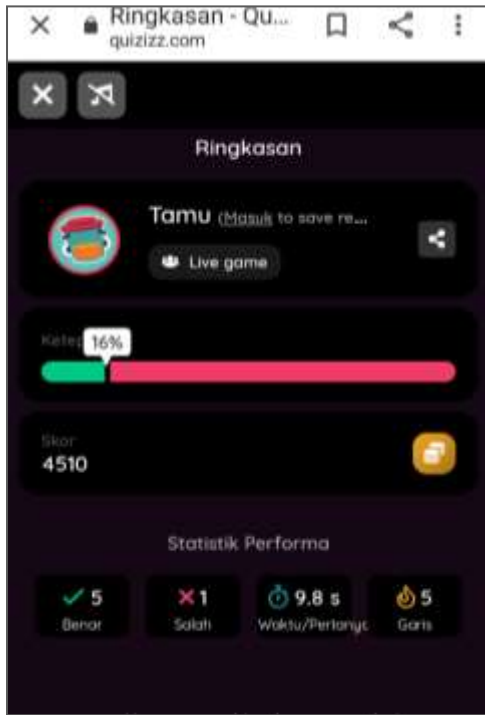 Ringkasan - Qu...
quizizz.com
Ringkasan
Tamu (Masuk to save re...
Live game
16%
Skor
4510
Statistik Performa
5
Benar
1
Salah
9.8 s
Waktu/Pertanyc
5
Garis